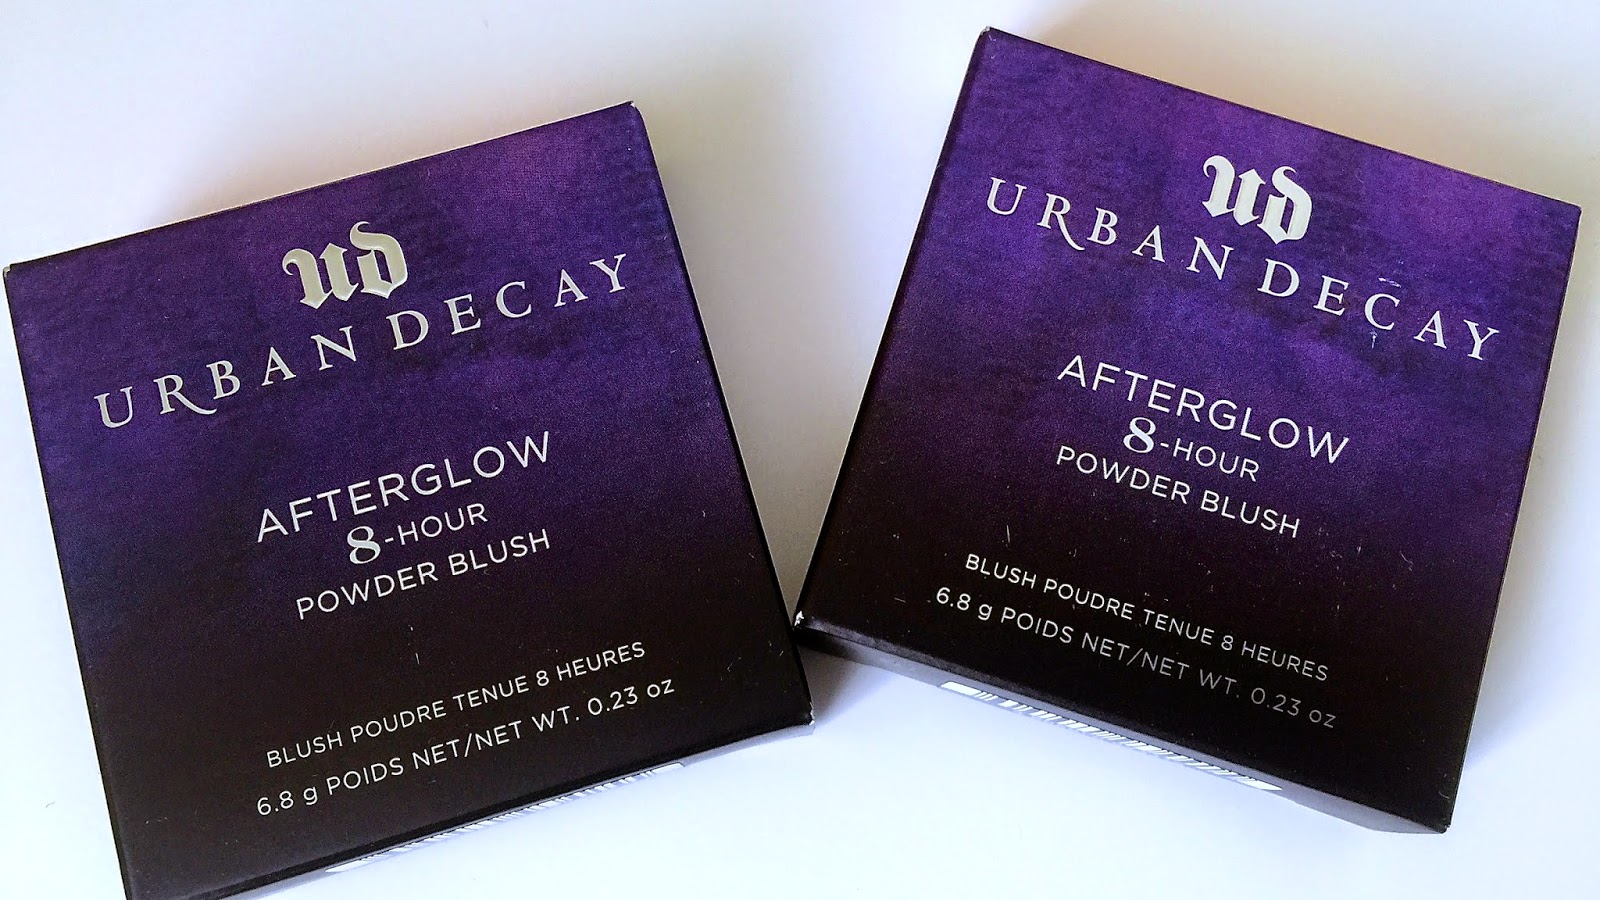 ud
URBAN DECAY
AFTERGLOW
8-HOUR
POWDER BLUSH
BLUSH POUDRE TENUE 8 HEURES
6.8 g POIDS NET/NET WT. 0.23 oz
ud
URBAN DECAY
AFTERGLOW
8-HOUR
POWDER BLUSH
BLUSH POUDRE TENUE 8 HEURES
6.8 g POIDS NET/NET WT. 0.23 oz